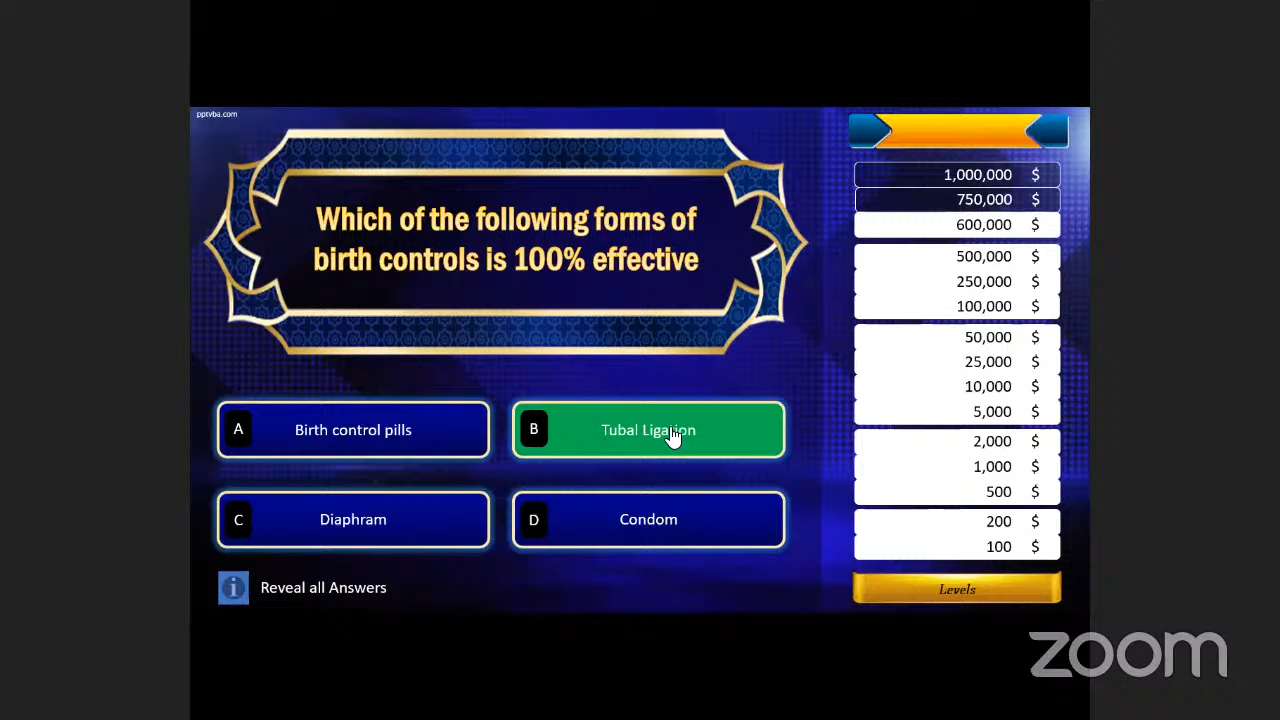 pptvba.com
Which of the following forms of
birth controls is 100% effective
A Birth control pills
B Tubal Ligation
C Diaphram
D Condom
Reveal all Answers
1,000,000 $
750,000 $
600,000 $
500,000 $
250,000 $
100,000 $
50,000 $
25,000 $
10,000 $
5,000 $
2,000 $
1,000 $
500 $
200 $
100 $
Levels
zoom